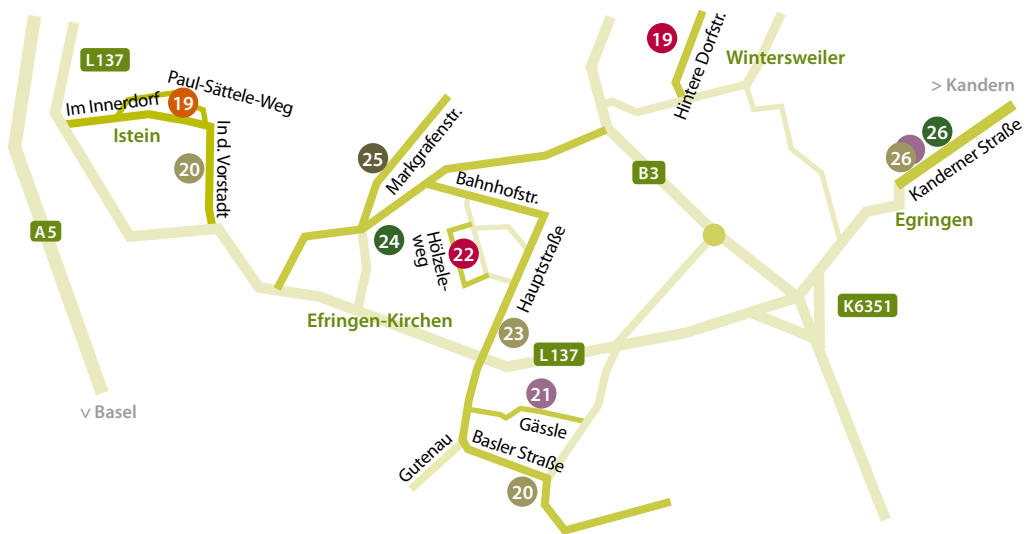 L137
Paul-Sättele-Weg
Im Innerdorf
19
Istein
20
In d. Vorstadt
A5
v Basel
25
Markgrafenstr.
24
Bahnhofstr.
Hölzele-
weg
22
Hauptstraße
Efringen-Kirchen
23
L137
21
Gässle
Gutenau
Basler Straße
20
19
Hintere Dorfstr.
Wintersweiler
B3
> Kandern
26
26
Kanderner Straße
Egringen
K6351